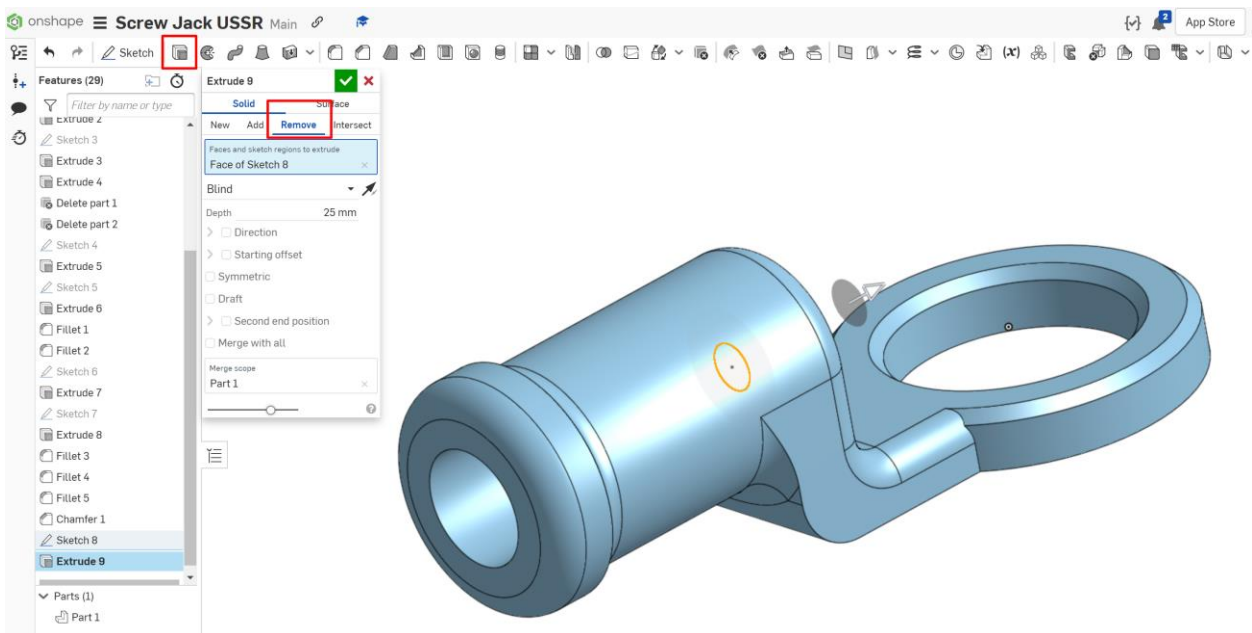 onshape Screw Jack USSR Main
2
App Store
Sketch
(x)
Features (29)
Filter by name or type
Extrude 2
Sketch 3
Extrude 3
Extrude 4
Delete part 1
Delete part 2
Sketch 4
Extrude 5
Sketch 5
Extrude 6
Fillet 1
Fillet 2
Sketch 6
Extrude 7
Sketch 7
Extrude 8
Fillet 3
Fillet 4
Fillet 5
Chamfer 1
Sketch 8
Extrude 9
Parts (1)
Part 1
Extrude 9
Solid Surface
New Add Remove Intersect
Faces and sketch regions to extrude
Face of Sketch 8
Blind
Depth 25 mm
Direction
Starting offset
Symmetric
Draft
Second end position
Merge with all
Merge scope
Part 1